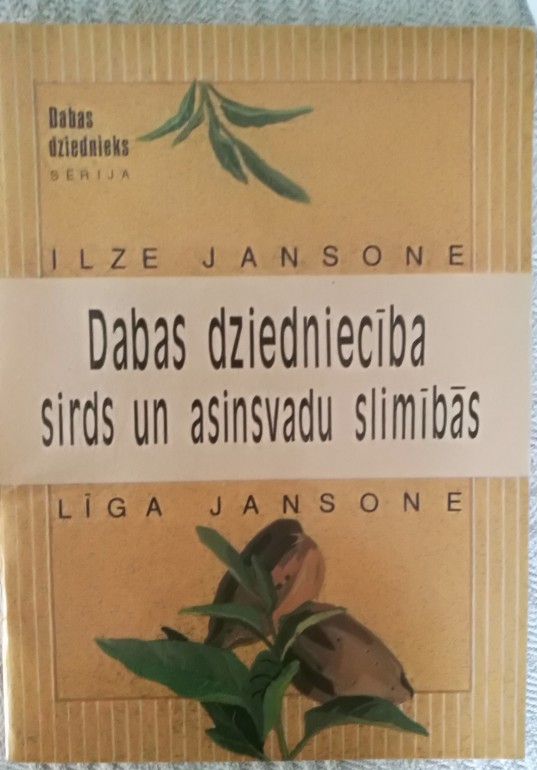 Dabas
dziednieks
SĒRIJA
ILZE JANSONE
Dabas dziedniecība
sirds un asinsvadu slimībās
LĪGA JANSONE